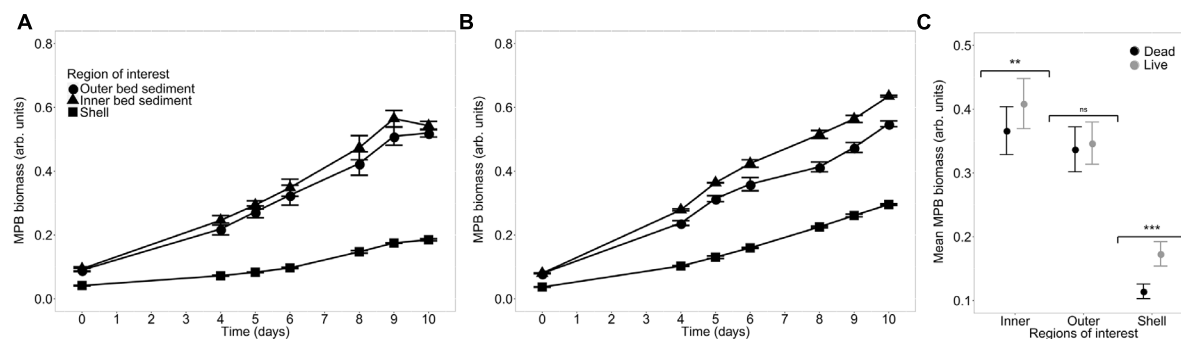 A
MPB biomass (arb. units)
0.8
0.6
0.4
0.2
0.0
Region of interest
Outer bed sediment
Inner bed sediment
Shell
0 1 2 3 4 5 6 7 8 9 10
Time (days)
B
MPB biomass (arb. units)
0.8
0.6
0.4
0.2
0.0
0 1 2 3 4 5 6 7 8 9 10
Time (days)
C
Mean MPB biomass (arb. units)
0.5
0.4
0.3
0.2
0.1
Dead
Live
**
ns
***
Inner Outer Shell
Regions of interest